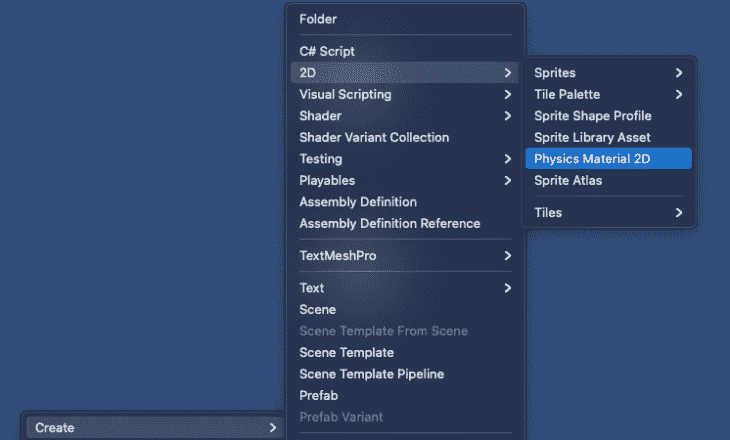 Folder
C# Script
2D
Visual Scripting
Shader
Shader Variant Collection
Testing
Playables
Assembly Definition
Assembly Definition Reference
TextMeshPro
Text
Scene
Scene Template From Scene
Scene Template
Scene Template Pipeline
Prefab
Prefab Variant
Sprites
Tile Palette
Sprite Shape Profile
Sprite Library Asset
Physics Material 2D
Sprite Atlas
Tiles
Create